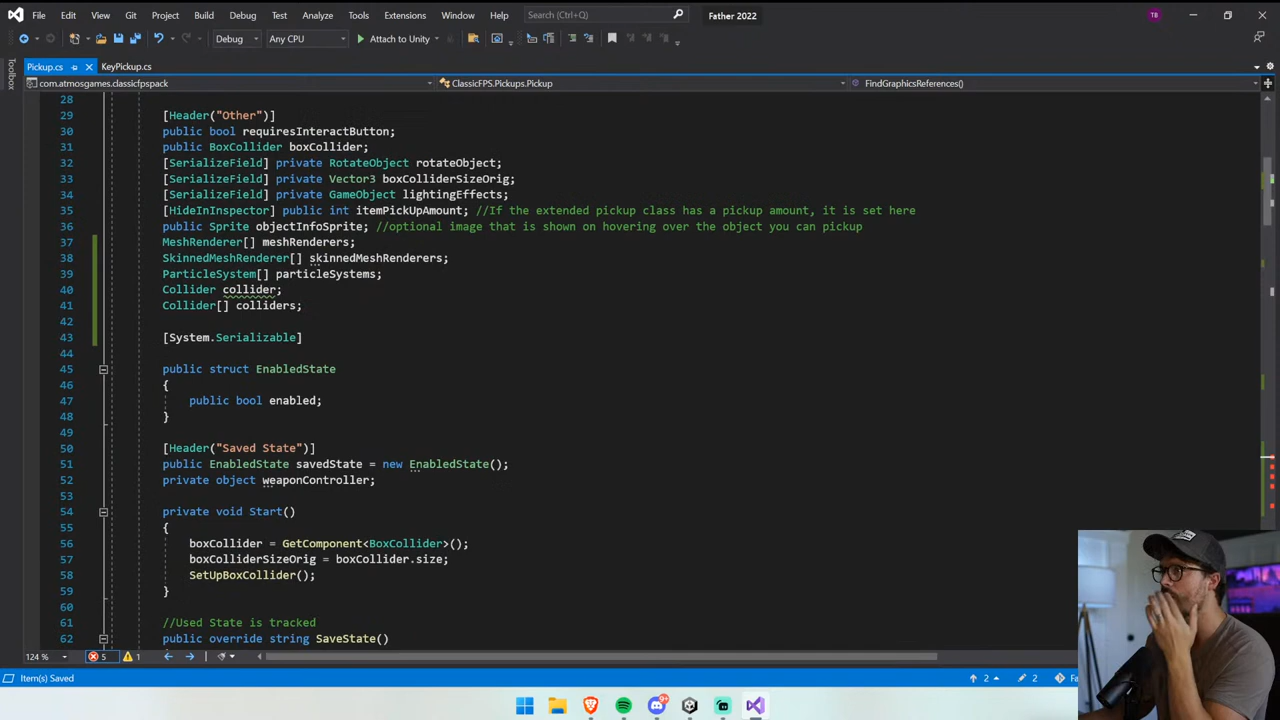 File Edit View Git Project Build Debug Test Analyze Tools Extensions Window Help Search (Ctrl+Q) Father 2022 TB
Debug Any CPU Attach to Unity
Pickup.cs KeyPickup.cs
com.atmosgames.classicfpspack ClassicFPS.Pickups.Pickup FindGraphicsReferences()
Toolbox
28
29 [Header("Other")]
30 public bool requiresInteractButton;
31 public BoxCollider boxCollider;
32 [SerializeField] private RotateObject rotateObject;
33 [SerializeField] private Vector3 boxColliderSizeOrig;
34 [SerializeField] private GameObject lightingEffects;
35 [HideInInspector] public int itemPickUpAmount; //If the extended pickup class has a pickup amount, it is set here
36 public Sprite objectInfoSprite; //optional image that is shown on hovering over the object you can pickup
37 MeshRenderer[] meshRenderers;
38 SkinnedMeshRenderer[] skinnedMeshRenderers;
39 ParticleSystem[] particleSystems;
40 Collider collider;
41 Collider[] colliders;
42
43 [System.Serializable]
44
45 public struct EnabledState
46 {
47 public bool enabled;
48 }
49
50 [Header("Saved State")]
51 public EnabledState savedState = new EnabledState();
52 private object weaponController;
53
54 private void Start()
55 {
56 boxCollider = GetComponent<BoxCollider>();
57 boxColliderSizeOrig = boxCollider.size;
58 SetUpBoxCollider();
59 }
60
61 //Used State is tracked
62 public override string SaveState()
124 % 5 1
Item(s) Saved 2 2 Fa
9+